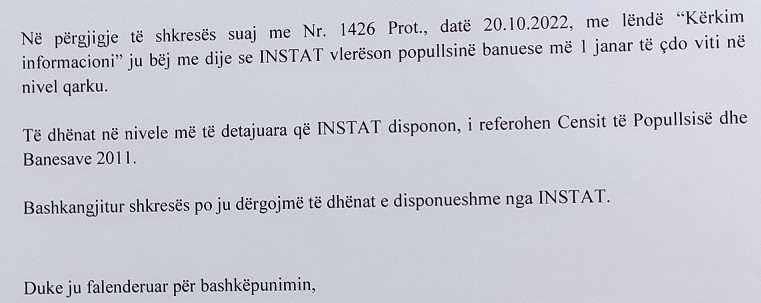 Në përgjigje të shkresës suaj me Nr. 1426 Prot., datë 20.10.2022, me lëndë “Kërkim
informacioni” ju bëj me dije se INSTAT vlerëson popullsinë banuese më 1 janar të çdo viti në
nivel qarku.
Të dhënat në nivele më të detajuara që INSTAT disponon, i referohen Censit të Popullsisë dhe
Banesave 2011.
Bashkangjitur shkresës po ju dërgojmë të dhënat e disponueshme nga INSTAT.
Duke ju falenderuar për bashkëpunimin,